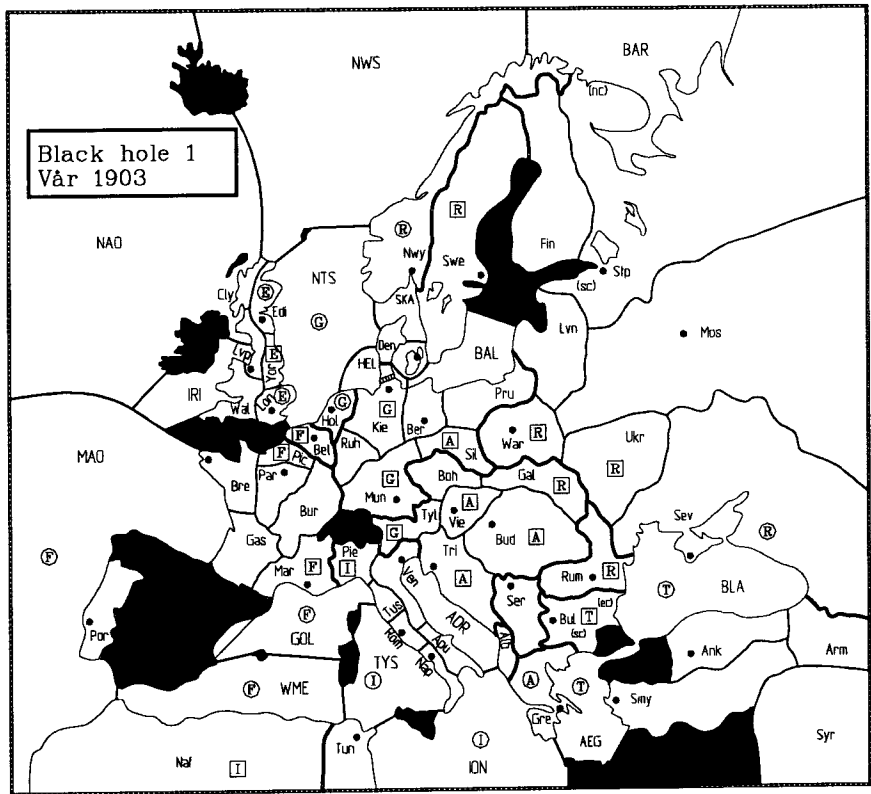 NWS
BAR
(nc)
Black hole 1
Vår 1903
NAO
NTS
R
R
Nwy
Swe
Fin
Stp
(sc)
Cly
E
Edi
G
SKA
Mos
Lvn
Lvpl
E
Yor
Den
HEL
BAL
IRI
Wal
Lon
E
Hol
G
Kie
G
Ber
Pru
MAO
F
Bel
Ruh
Sil
A
War
R
Ukr
R
F
Pic
Par
Bre
Bur
Mun
G
Boh
Gal
R
Tyl
Vie
A
Sev
R
Gas
G
Bud
A
F
Mar
F
Pie
I
Ven
Tri
A
Rum
R
T
BLA
F
GOL
Tus
ADR
Ser
Bul
T
(ec)
(sc)
Por
Rom
Apu
Alb
Ank
Arm
TYS
Nap
WME
F
I
A
T
Smy
Gre
AEG
Naf
I
Tun
I
ION
Syr